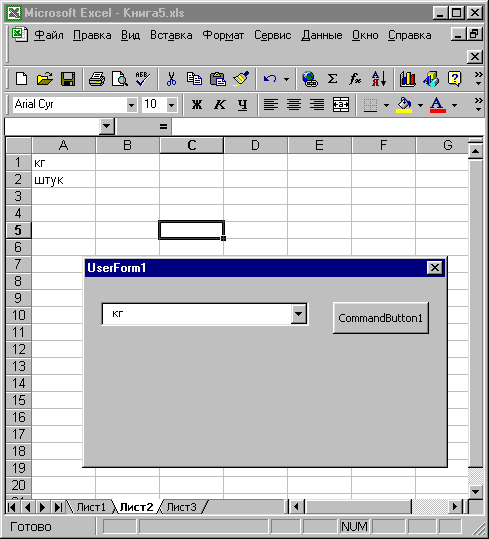 Microsoft Excel - Книга5.xls
Файл Правка Вид Вставка Формат Сервис Данные Окно Справка
Arial Cyr 10 Ж К Ч
=
A B C D E F G
1 кг
2 штук
3
4
5
6
7 UserForm1
8
9
10 кг CommandButton1
11
12
13
14
15
16
17
18
19
20
Лист1 Лист2 Лист3
Готово NUM